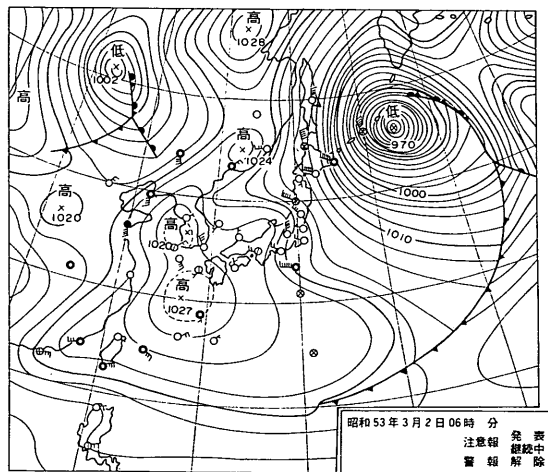 高
1028
低
1002
高
低
970
高
1024
1000
高
1020
高
1010
高
1027
昭和53年3月2日06時 分
注意報 発表
継続中
警報 解除